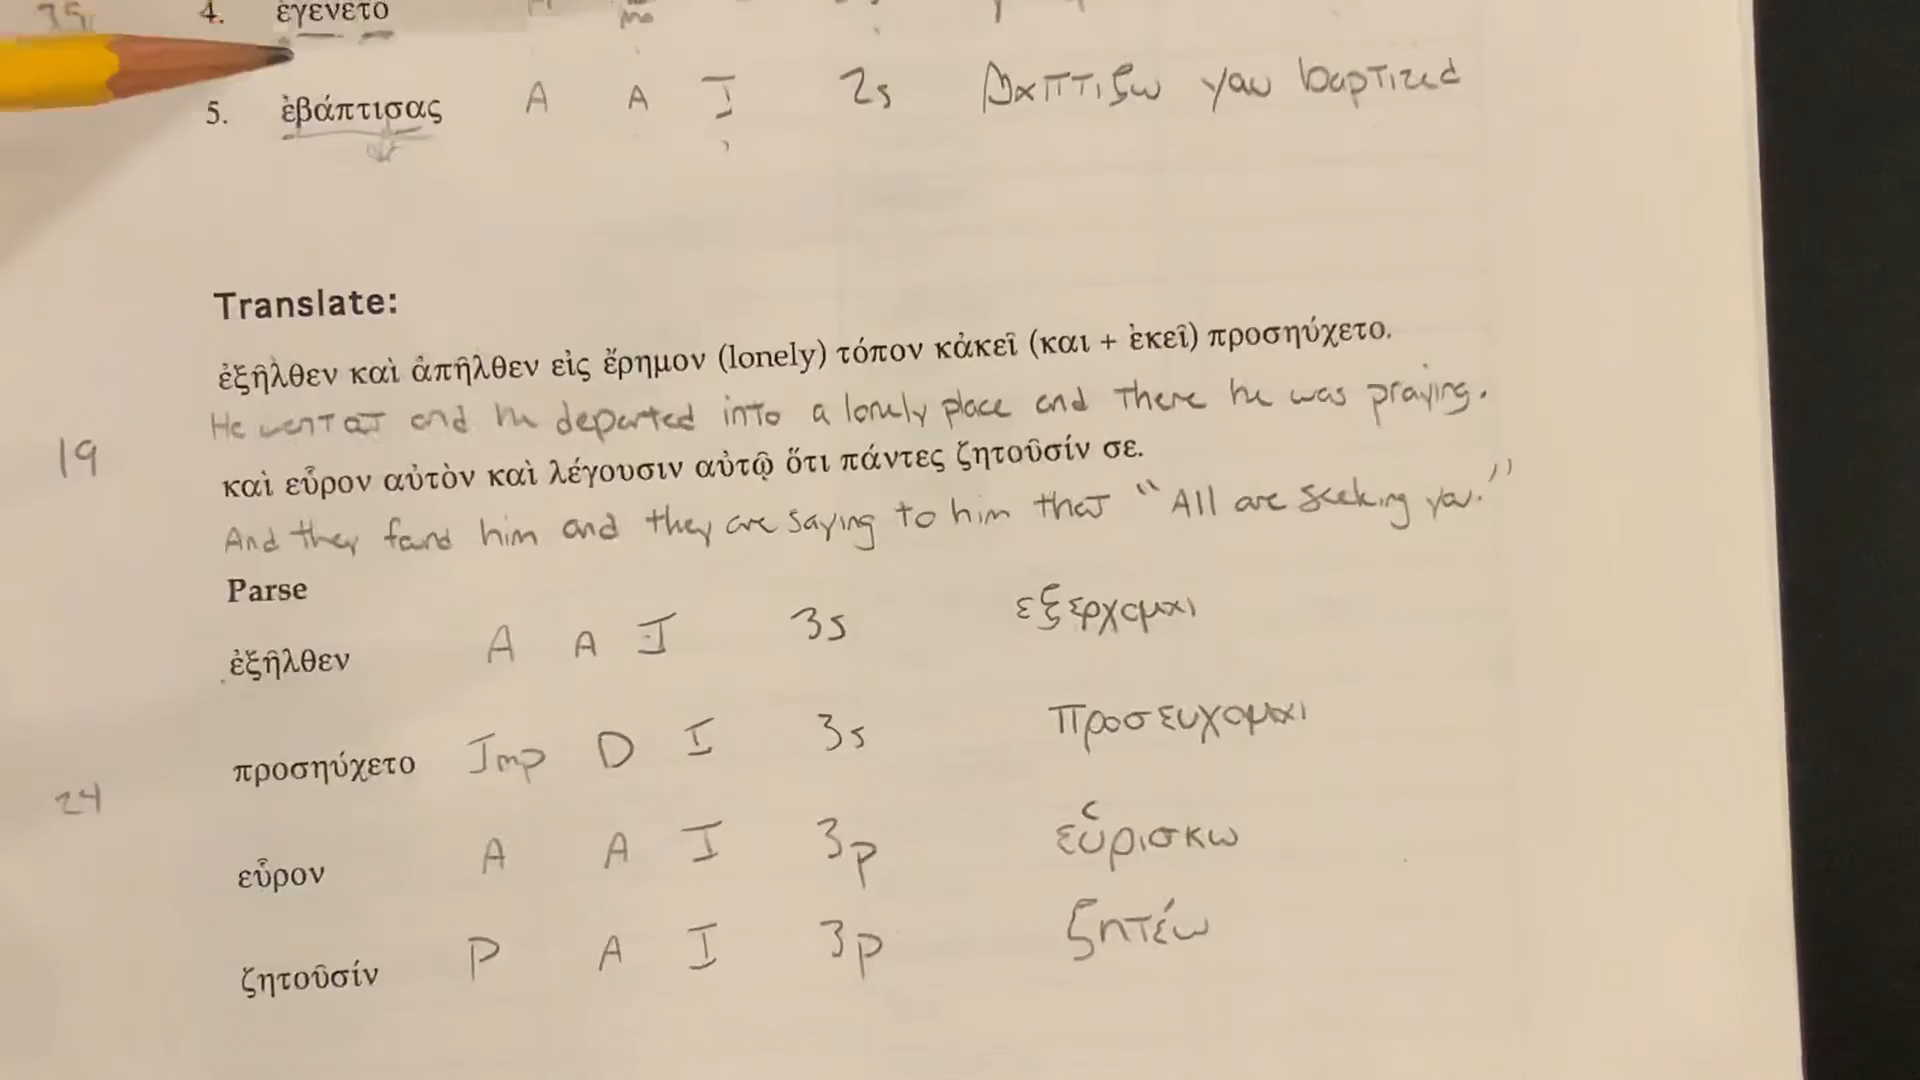 35
4. ἐγένετο
5. ἐβάπτισας A A I 2s βαπτιζω you baptized
Translate:
ἐξῆλθεν καὶ ἀπῆλθεν εἰς ἔρημον (lonely) τόπον κἀκεῖ (και + ἐκεῖ) προσηύχετο.
He went out and he departed into a lonely place and there he was praying.
19
καὶ εὗρον αὐτὸν καὶ λέγουσιν αὐτῷ ὅτι πάντες ζητοῦσίν σε.
And they found him and they are saying to him that "All are seeking you."
Parse
ἐξῆλθεν A A I 3s εξερχομαι
προσηύχετο Imp D I 3s προσευχομαι
24
εὗρον A A I 3p εὑρισκω
ζητοῦσίν P A I 3p ζητέω